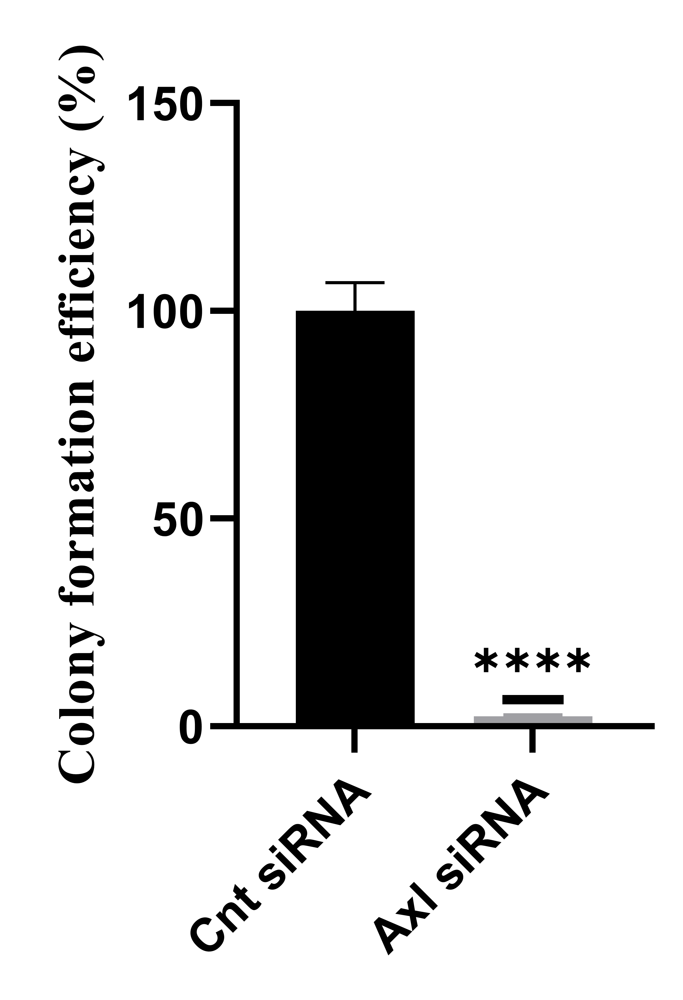 Colony formation efficiency (%)
150
100
50
0
****
Cnt siRNA
Axl siRNA